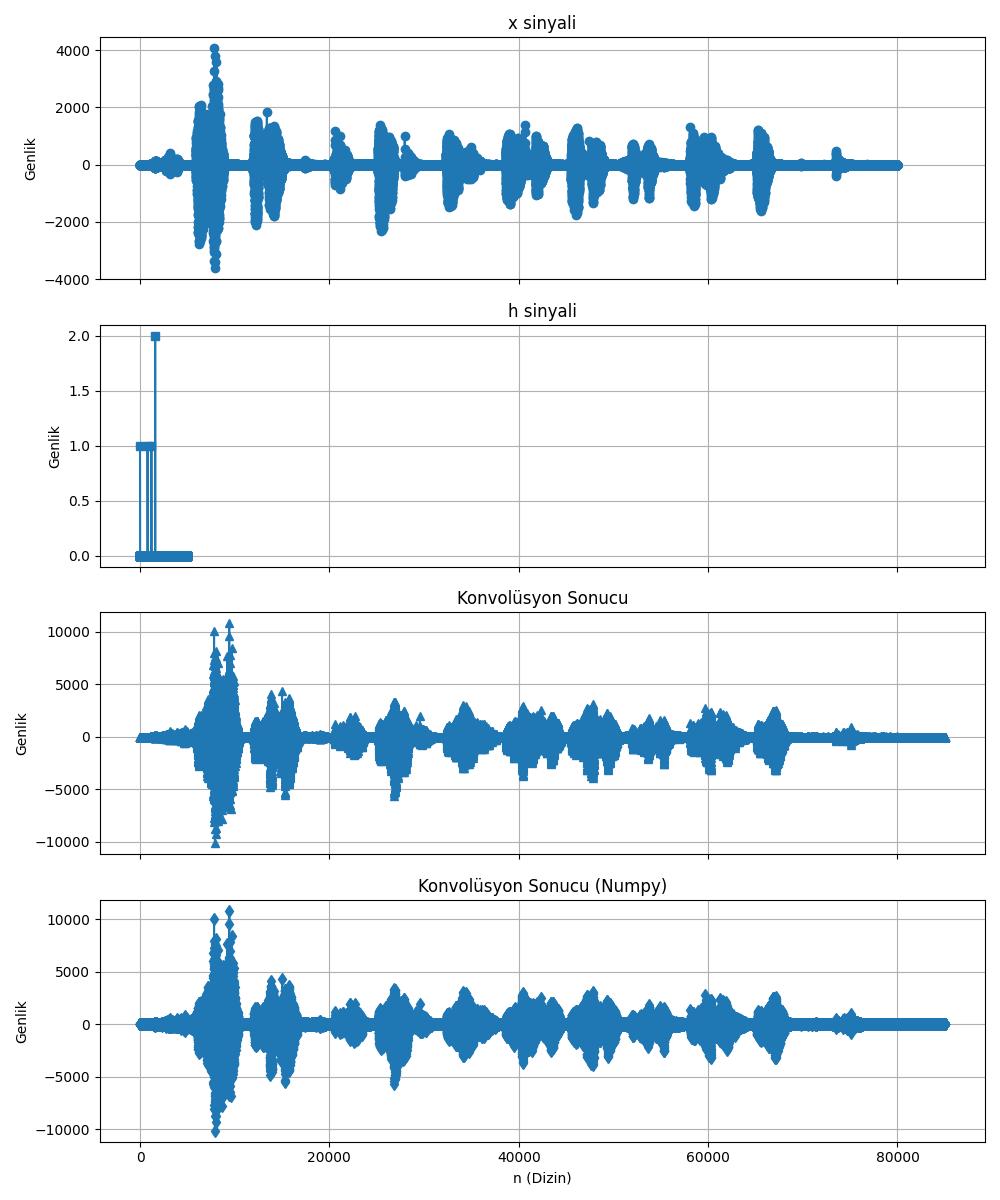 x sinyali
4000
2000
0
−2000
−4000
Genlik
h sinyali
2.0
1.5
1.0
0.5
0.0
Genlik
Konvolüsyon Sonucu
10000
5000
0
−5000
−10000
Genlik
Konvolüsyon Sonucu (Numpy)
10000
5000
0
−5000
−10000
Genlik
0 20000 40000 60000 80000
n (Dizin)